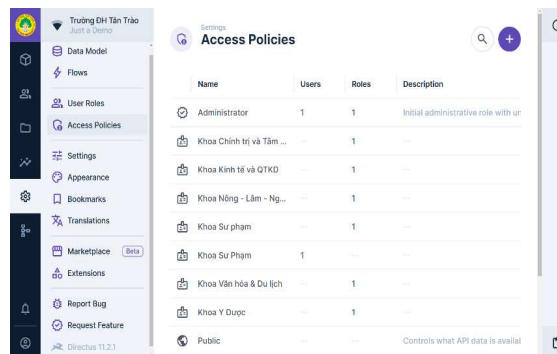 Trường ĐH Tân Trào
Just a Demo
Data Model
Flows
User Roles
Access Policies
Settings
Appearance
Bookmarks
Translations
Marketplace Beta
Extensions
Report Bug
Request Feature
Directus 11.2.1
Settings
Access Policies
Name Users Roles Description
Administrator 1 1 Initial administrative role with un
Khoa Chính trị và Tâm ... -- 1 --
Khoa Kinh tế và QTKD -- 1 --
Khoa Nông - Lâm - Ng... -- 1 --
Khoa Sư phạm -- 1 --
Khoa Sư Phạm 1 -- --
Khoa Văn hóa & Du lịch -- 1 --
Khoa Y Dược -- 1 --
Public -- -- Controls what API data is availal